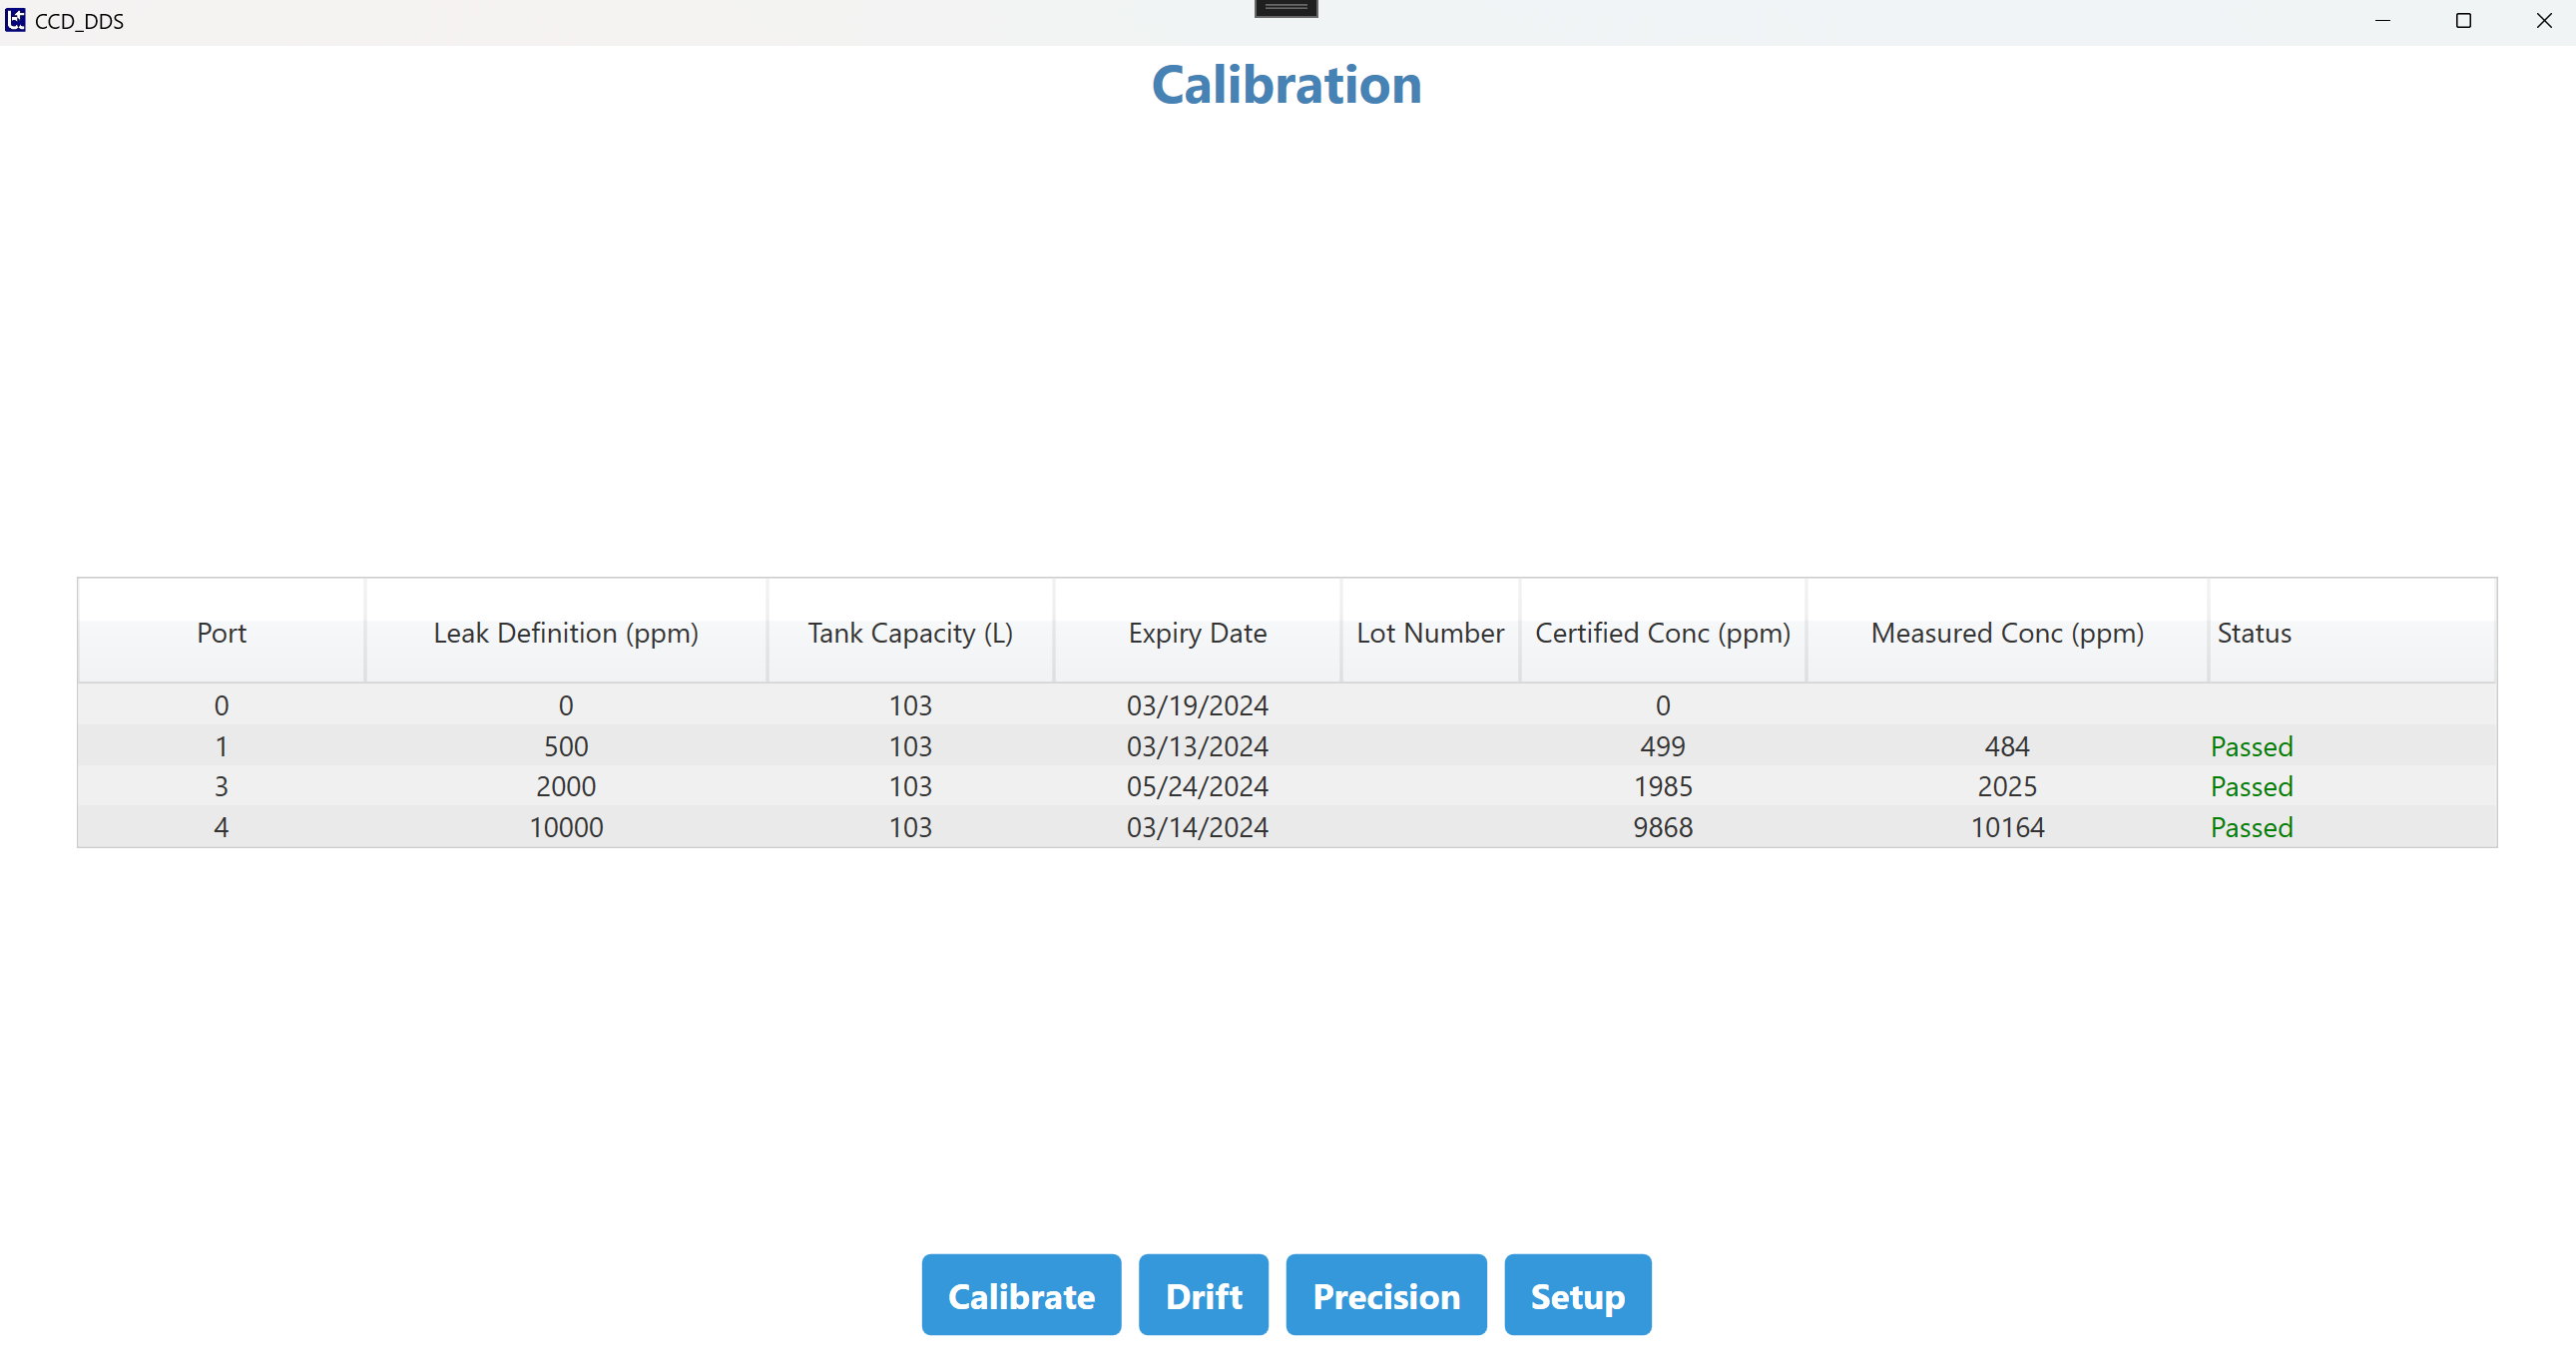 CCD_DDS
Calibration
Port Leak Definition (ppm) Tank Capacity (L) Expiry Date Lot Number Certified Conc (ppm) Measured Conc (ppm) Status
0 0 103 03/19/2024 0
1 500 103 03/13/2024 499 484 Passed
3 2000 103 05/24/2024 1985 2025 Passed
4 10000 103 03/14/2024 9868 10164 Passed
Calibrate Drift Precision Setup